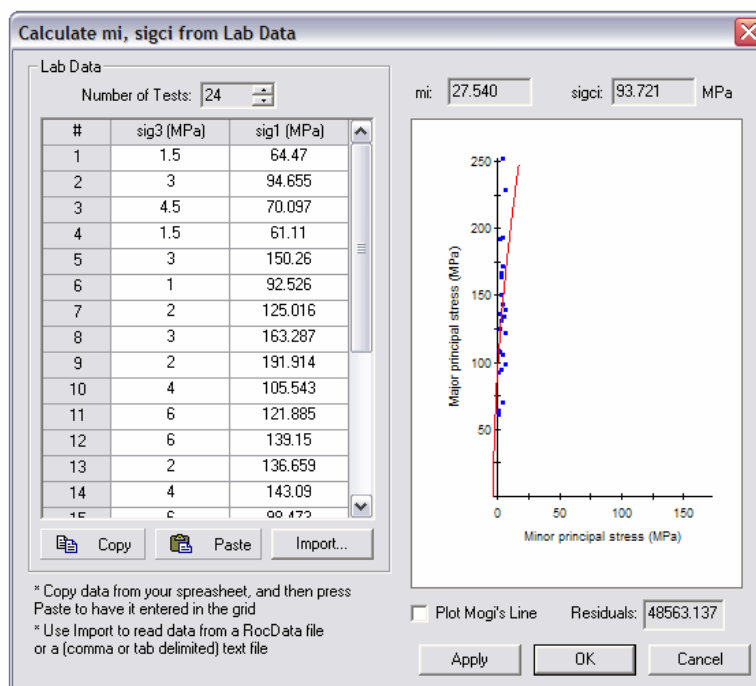 Calculate mi, sigci from Lab Data
Lab Data
Number of Tests: 24
# sig3 (MPa) sig1 (MPa)
1 1.5 64.47
2 3 94.655
3 4.5 70.097
4 1.5 61.11
5 3 150.26
6 1 92.526
7 2 125.016
8 3 163.287
9 2 191.914
10 4 105.543
11 6 121.885
12 6 139.15
13 2 136.659
14 4 143.09
15 6 98.473
Copy Paste Import...
* Copy data from your spreasheet, and then press
Paste to have it entered in the grid
* Use Import to read data from a RocData file
or a (comma or tab delimited) text file
mi: 27.540 sigci: 93.721 MPa
Major principal stress (MPa)
250
200
150
100
50
0 50 100 150
Minor principal stress (MPa)
Plot Mogi's Line Residuals: 48563.137
Apply OK Cancel